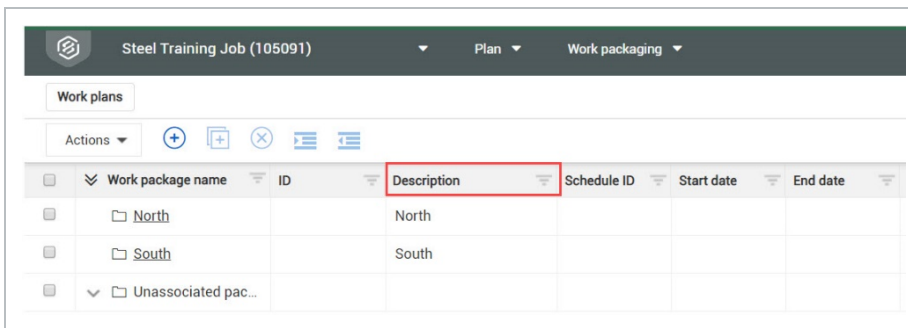 Steel Training Job (105091) Plan Work packaging
Work plans
Actions
Work package name ID Description Schedule ID Start date End date
North North
South South
Unassociated pac...